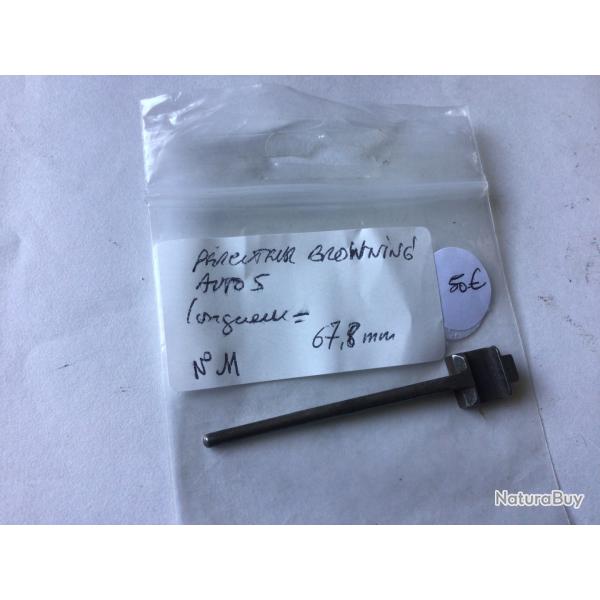 PERCUTEUR BROWNING
AUTO 5
longueur =
67,8 mm
N° M
50€
NaturaBuy